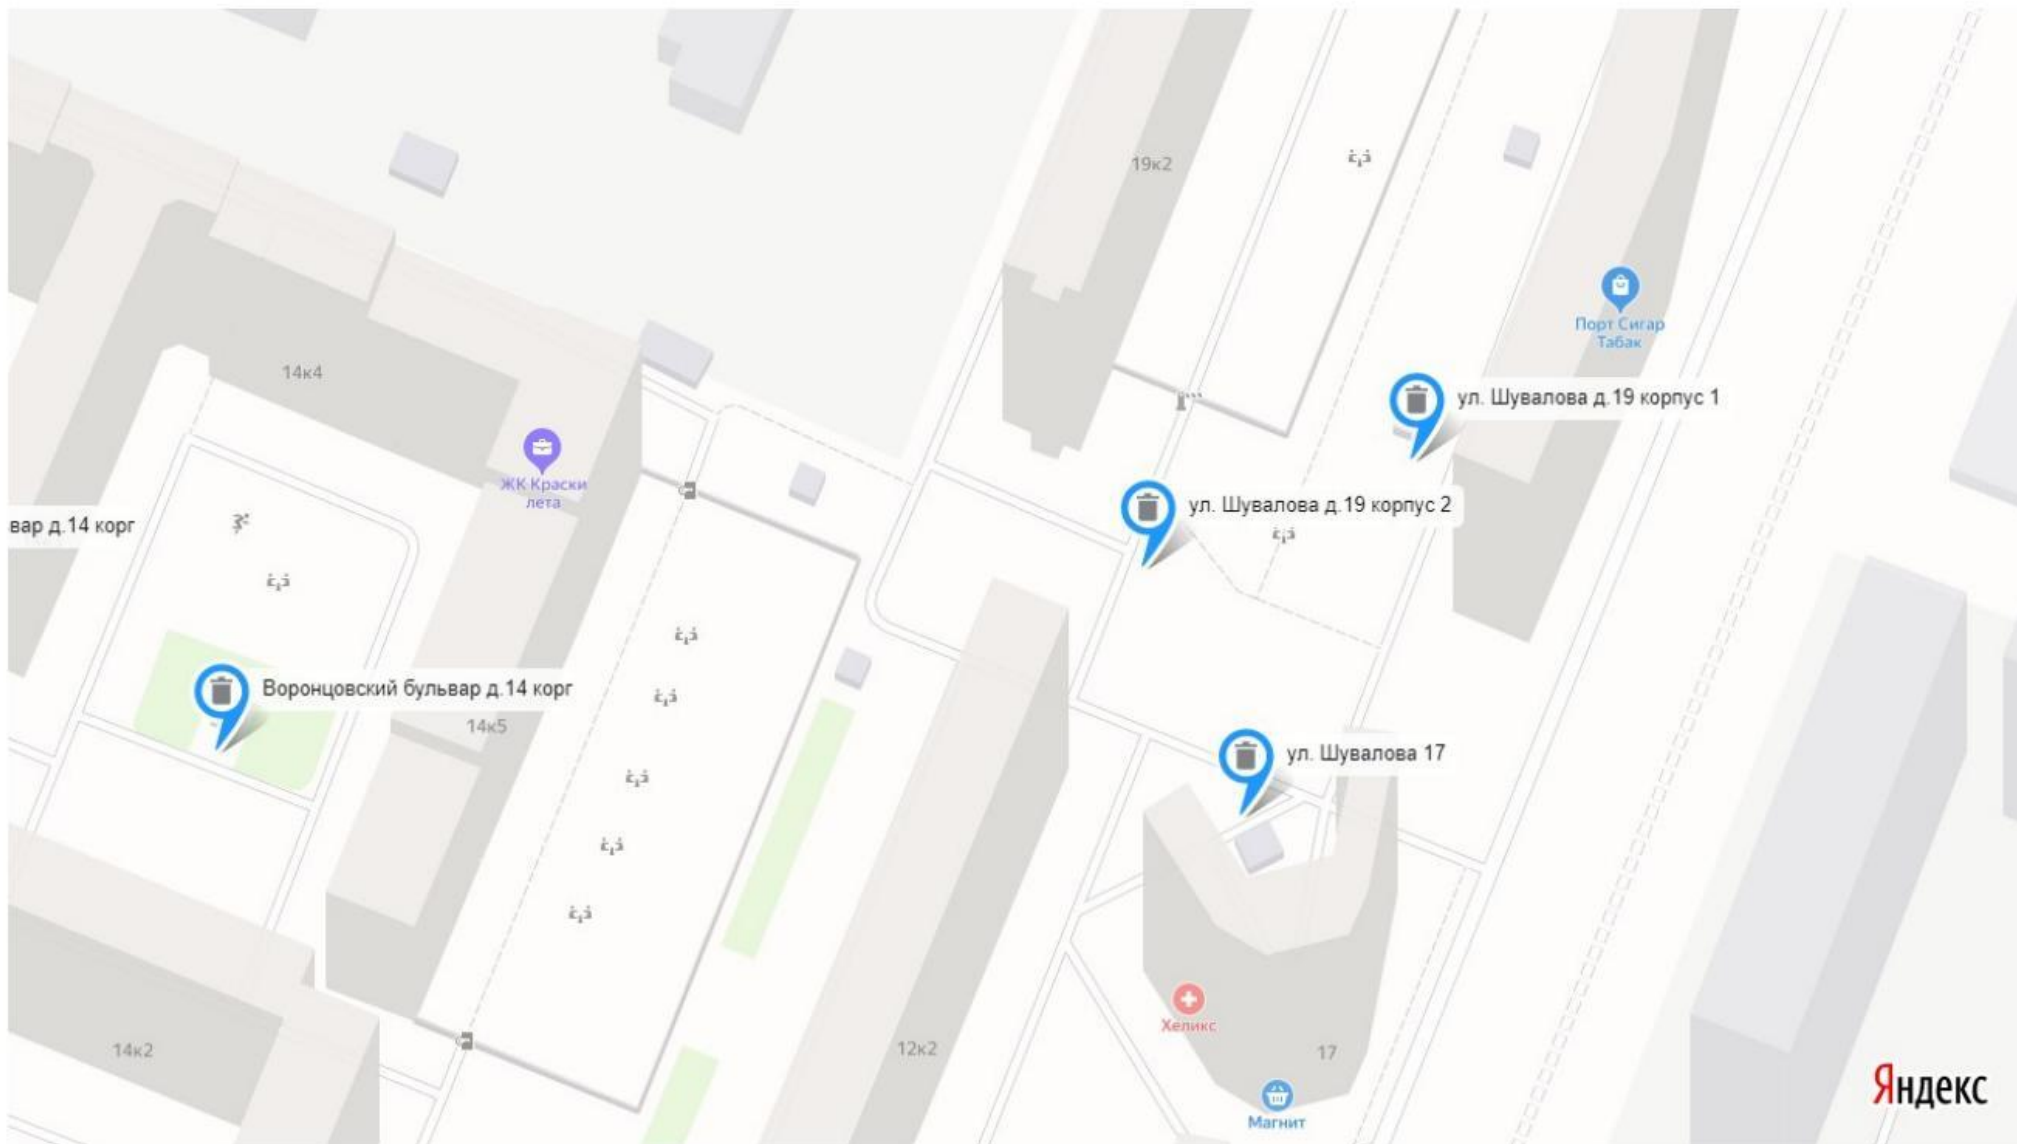 19к2
Порт Сигар
Табак
14к4
ул. Шувалова д.19 корпус 1
ЖК Краски
лета
ул. Шувалова д.19 корпус 2
вар д.14 корг
Воронцовский бульвар д.14 корг
14к5
ул. Шувалова 17
Хеликс
14к2
12к2
17
Магнит
Яндекс